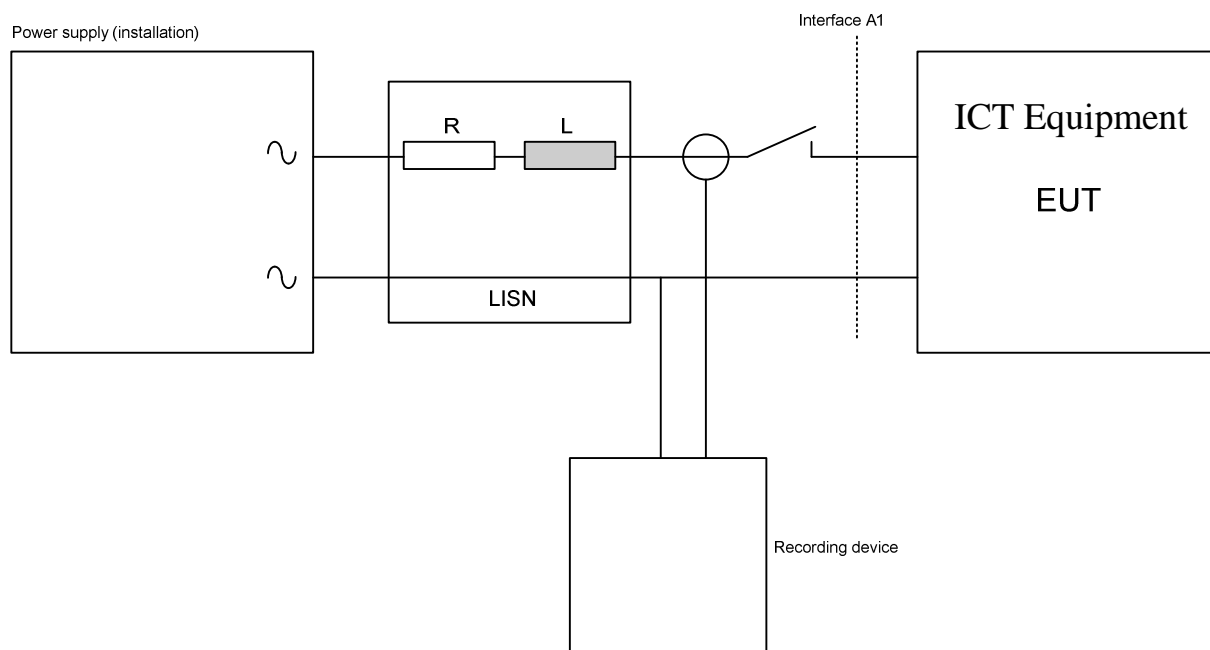 Interface A1
Power supply (installation)
ICT Equipment
R
L
EUT
LISN
Recording device